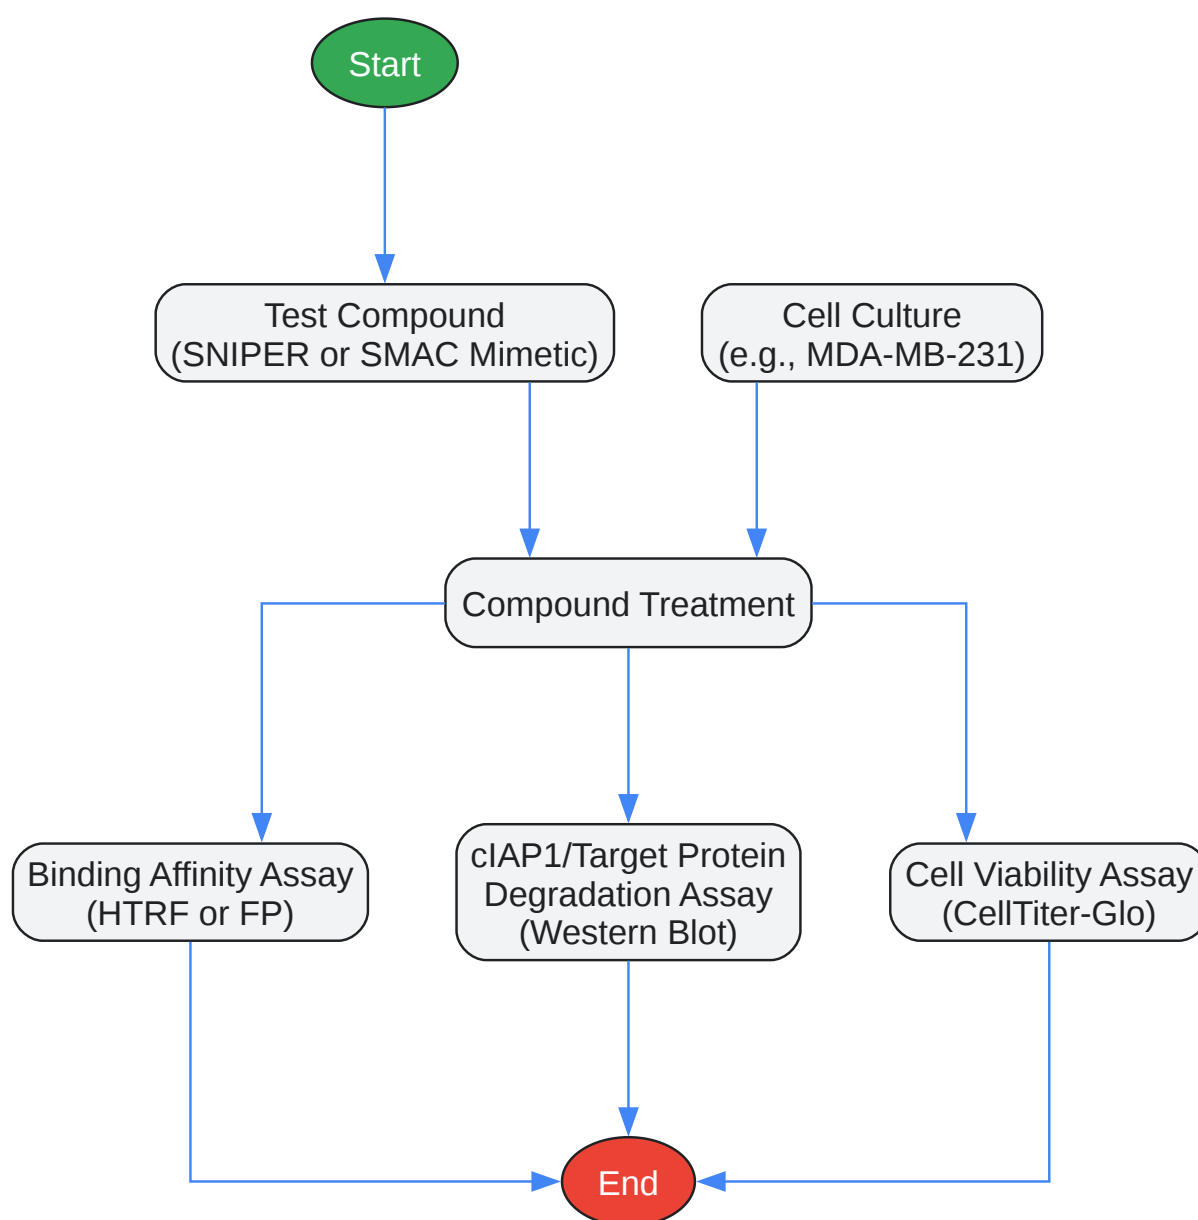 Start
Test Compound
(SNIPER or SMAC Mimetic)
Cell Culture
(e.g., MDA-MB-231)
Compound Treatment
Binding Affinity Assay
(HTRF or FP)
cIAP1/Target Protein
Degradation Assay
(Western Blot)
Cell Viability Assay
(CellTiter-Glo)
End